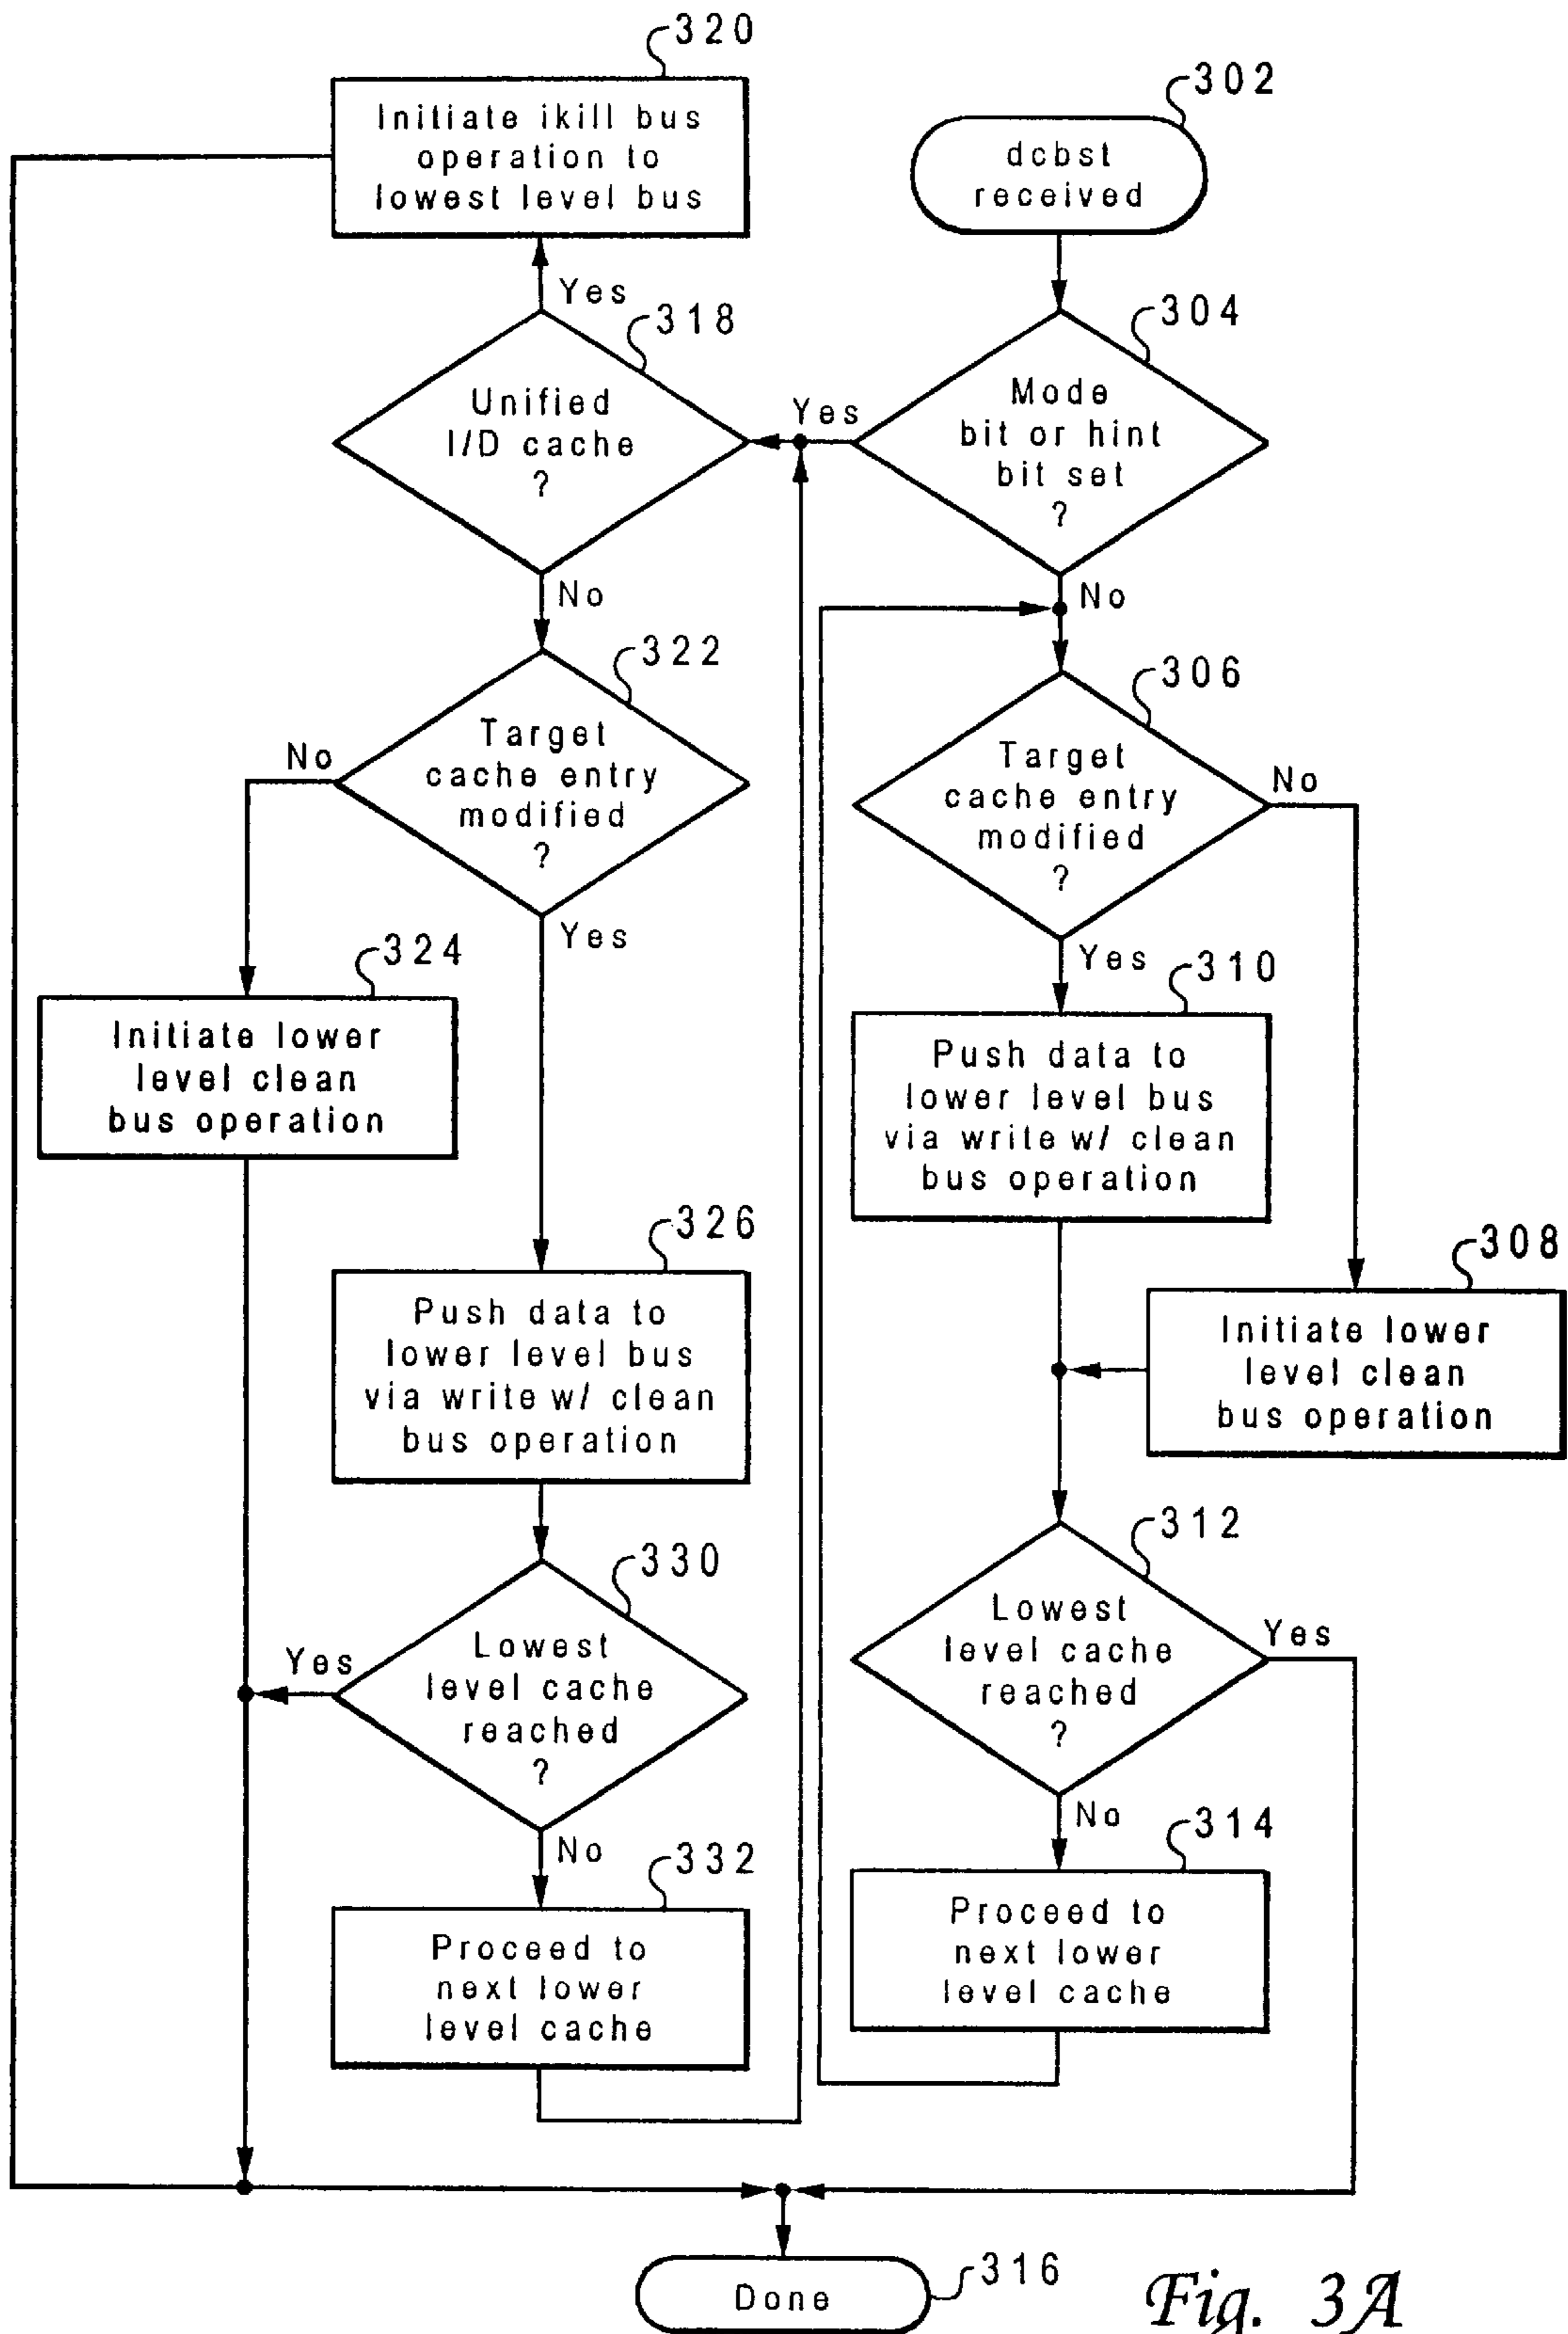 320
Initiate ikill bus
operation to
lowest level bus
302
dcbst
received
Yes
318
Unified
I/D cache
?
Yes
304
Mode
bit or hint
bit set
?
No
No
322
Target
cache entry
modified
?
No
Yes
306
Target
cache entry
modified
?
No
Yes
324
Initiate lower
level clean
bus operation
310
Push data to
lower level bus
via write w/ clean
bus operation
326
Push data to
lower level bus
via write w/ clean
bus operation
308
Initiate lower
level clean
bus operation
330
Lowest
level cache
reached
?
Yes
No
312
Lowest
level cache
reached
?
Yes
No
332
Proceed to
next lower
level cache
314
Proceed to
next lower
level cache
Done
316
Fig. 3A